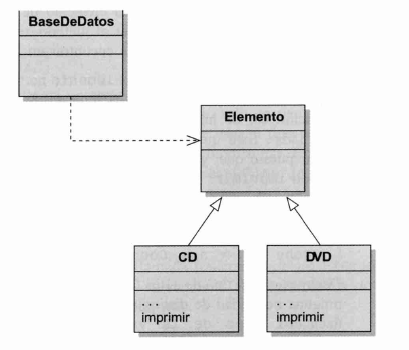 BaseDeDatos
Elemento
CD
DVD
. . .
imprimir
. . .
imprimir